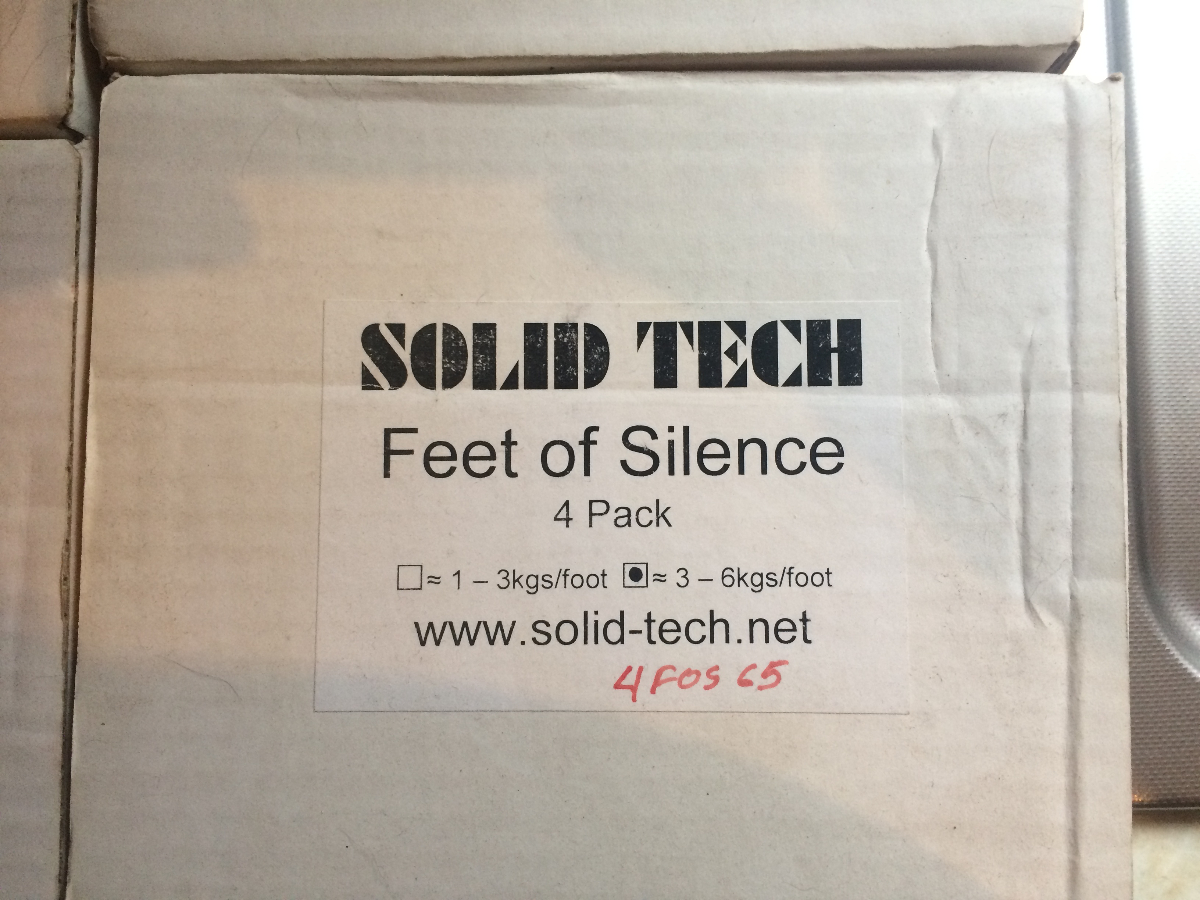 SOLID TECH
Feet of Silence
4 Pack
☐ ≈ 1 – 3kgs/foot ☑ ≈ 3 – 6kgs/foot
www.solid-tech.net
4FOS 65